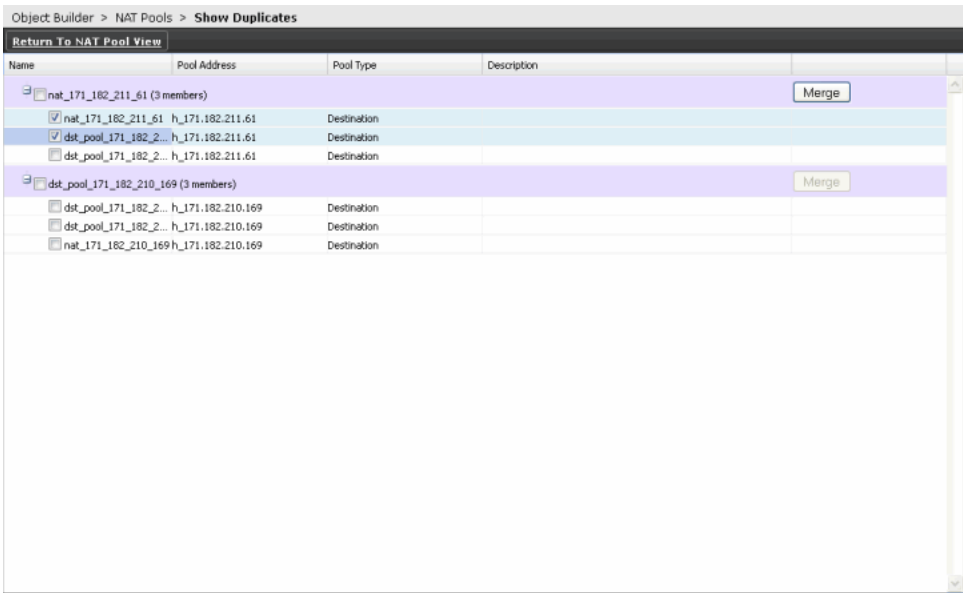 Object Builder > NAT Pools > Show Duplicates
Return To NAT Pool View
Name Pool Address Pool Type Description
nat_171_182_211_61 (3 members) Merge
nat_171_182_211_61 h_171.182.211.61 Destination
dst_pool_171_182_2... h_171.182.211.61 Destination
dst_pool_171_182_2... h_171.182.211.61 Destination
dst_pool_171_182_210_169 (3 members) Merge
dst_pool_171_182_2... h_171.182.210.169 Destination
dst_pool_171_182_2... h_171.182.210.169 Destination
nat_171_182_210_169 h_171.182.210.169 Destination